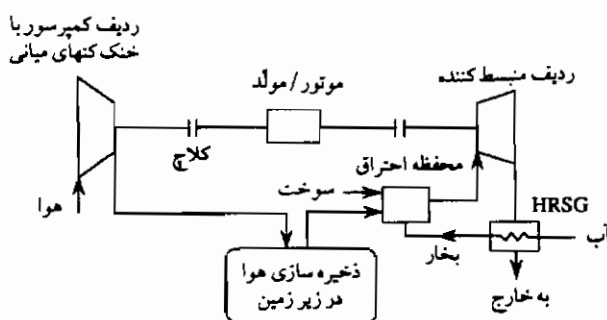 ردیف کمپرسور با
خنک کنهای میانی
موتور/مولّد
ردیف منبسط کننده
کلاچ
محفظه احتراق
سوخت
هوا
HRSG
آب
بخار
ذخیره سازی هوا
در زیر زمین
به خارج